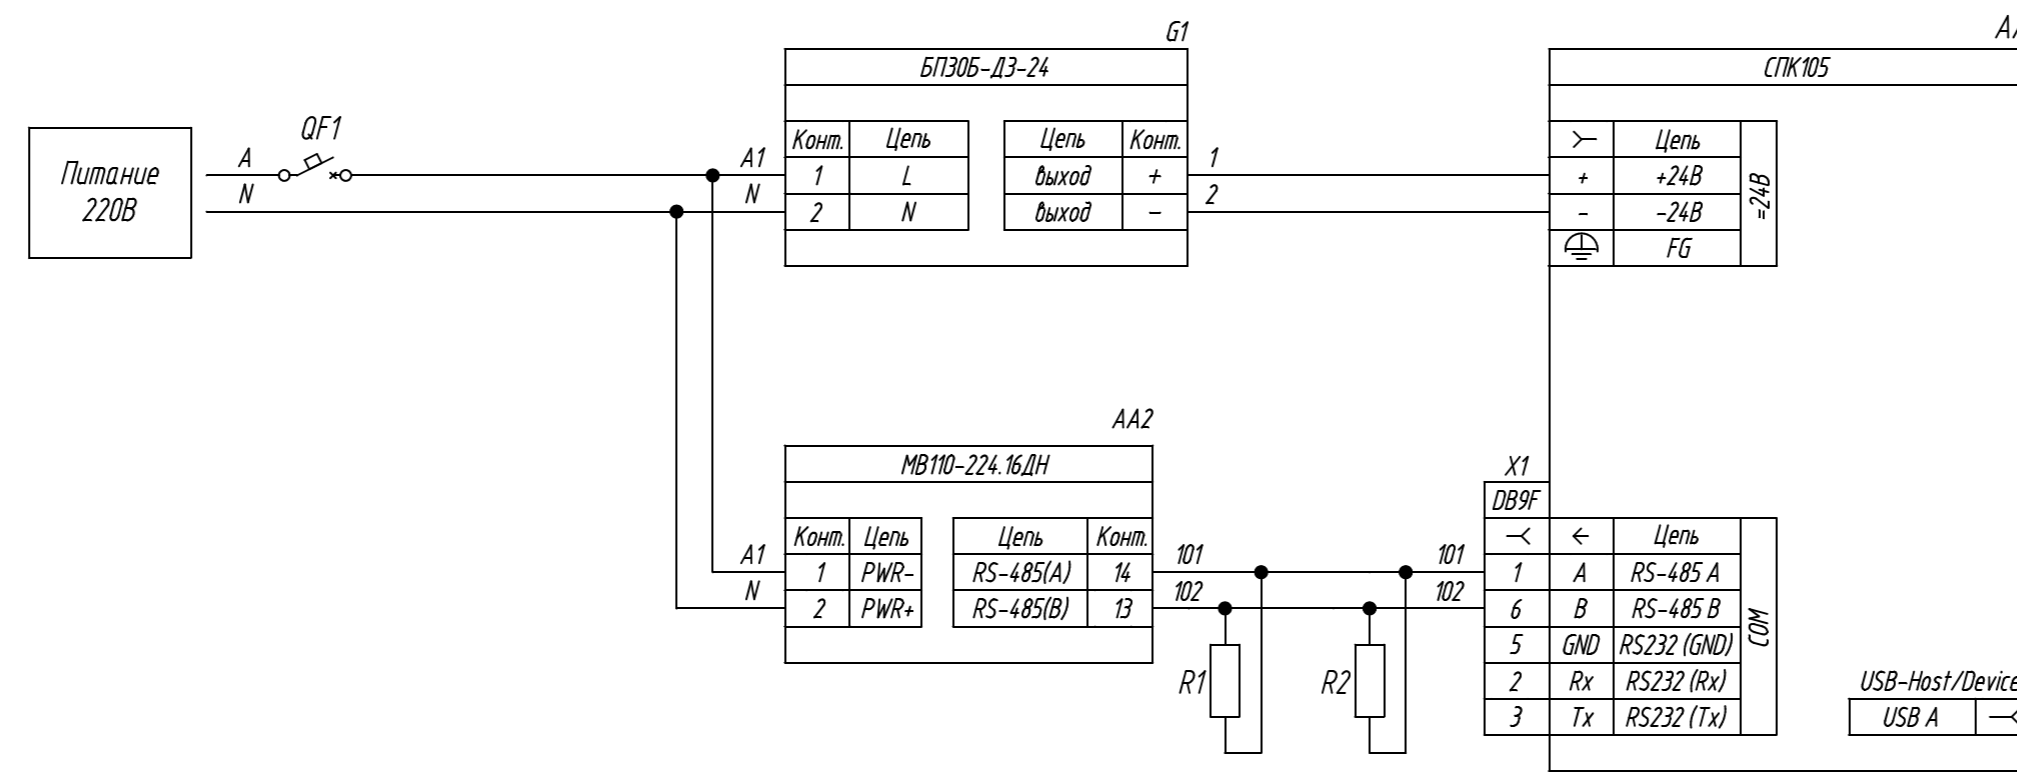 G1
А
БП30Б-Д3-24
СПК105
QF1
Питание
220В
A
N
A1
N
Конт. Цепь
1 L
2 N
Цепь Конт.
выход +
выход -
1
2
Цепь
+ +24В
- -24В
FG
=24В
AA2
МВ110-224.16ДН
A1
N
Конт. Цепь
1 PWR-
2 PWR+
Цепь Конт.
RS-485(A) 14
RS-485(B) 13
101
102
101
102
R1
R2
X1
DB9F
Цепь
1 A RS-485 A
6 B RS-485 B
5 GND RS232 (GND)
2 Rx RS232 (Rx)
3 Tx RS232 (Tx)
COM
USB-Host/Device
USB A